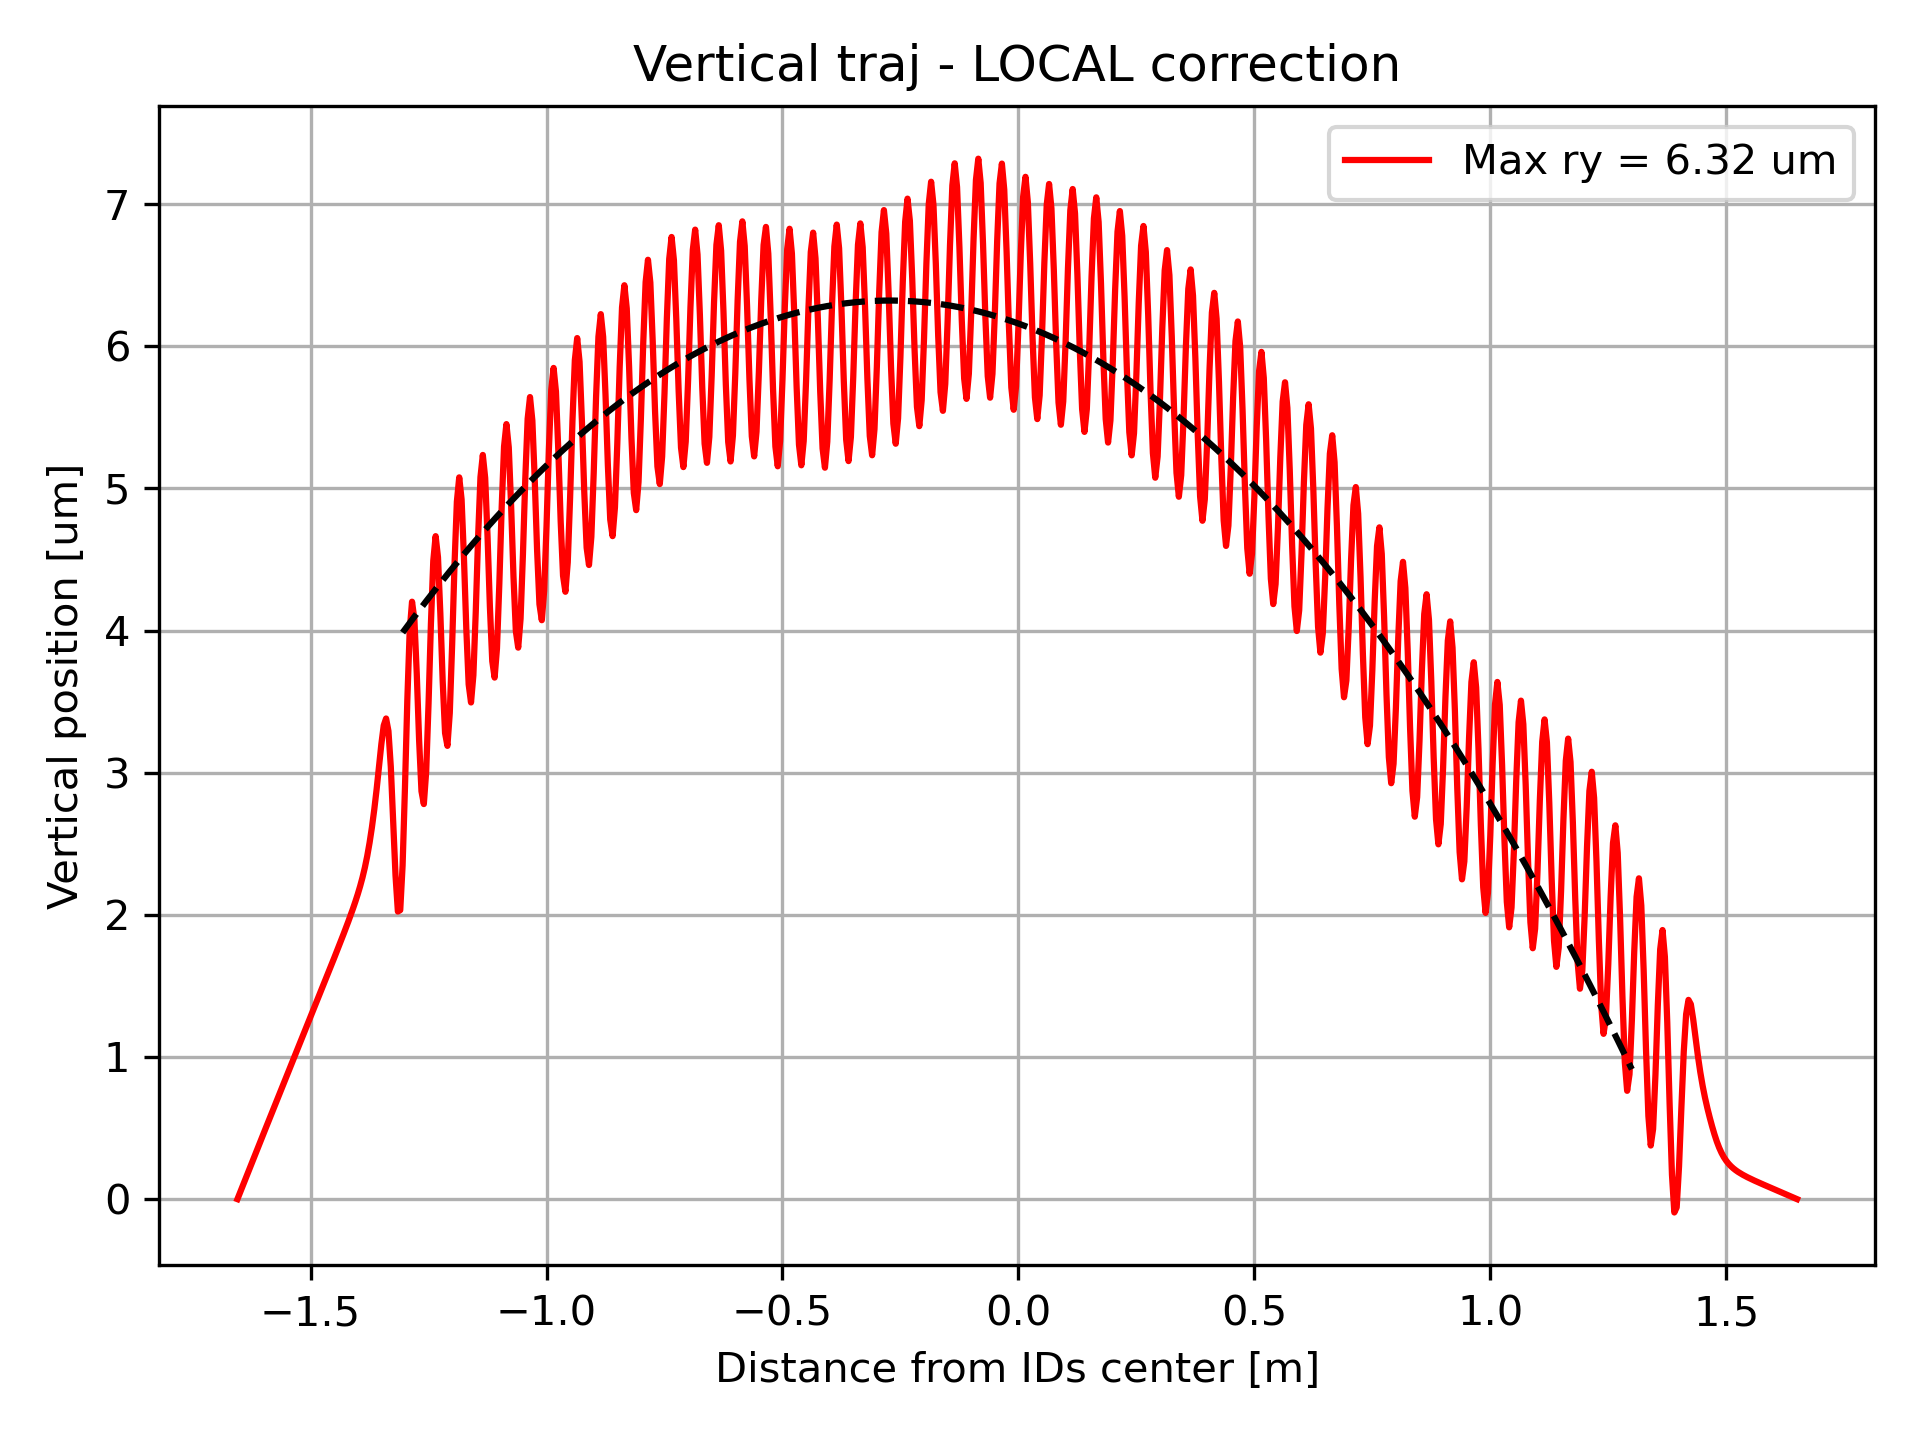 Vertical traj - LOCAL correction
Max ry = 6.32 um
Vertical position [um]
7
6
5
4
3
2
1
0
−1.5 −1.0 −0.5 0.0 0.5 1.0 1.5
Distance from IDs center [m]